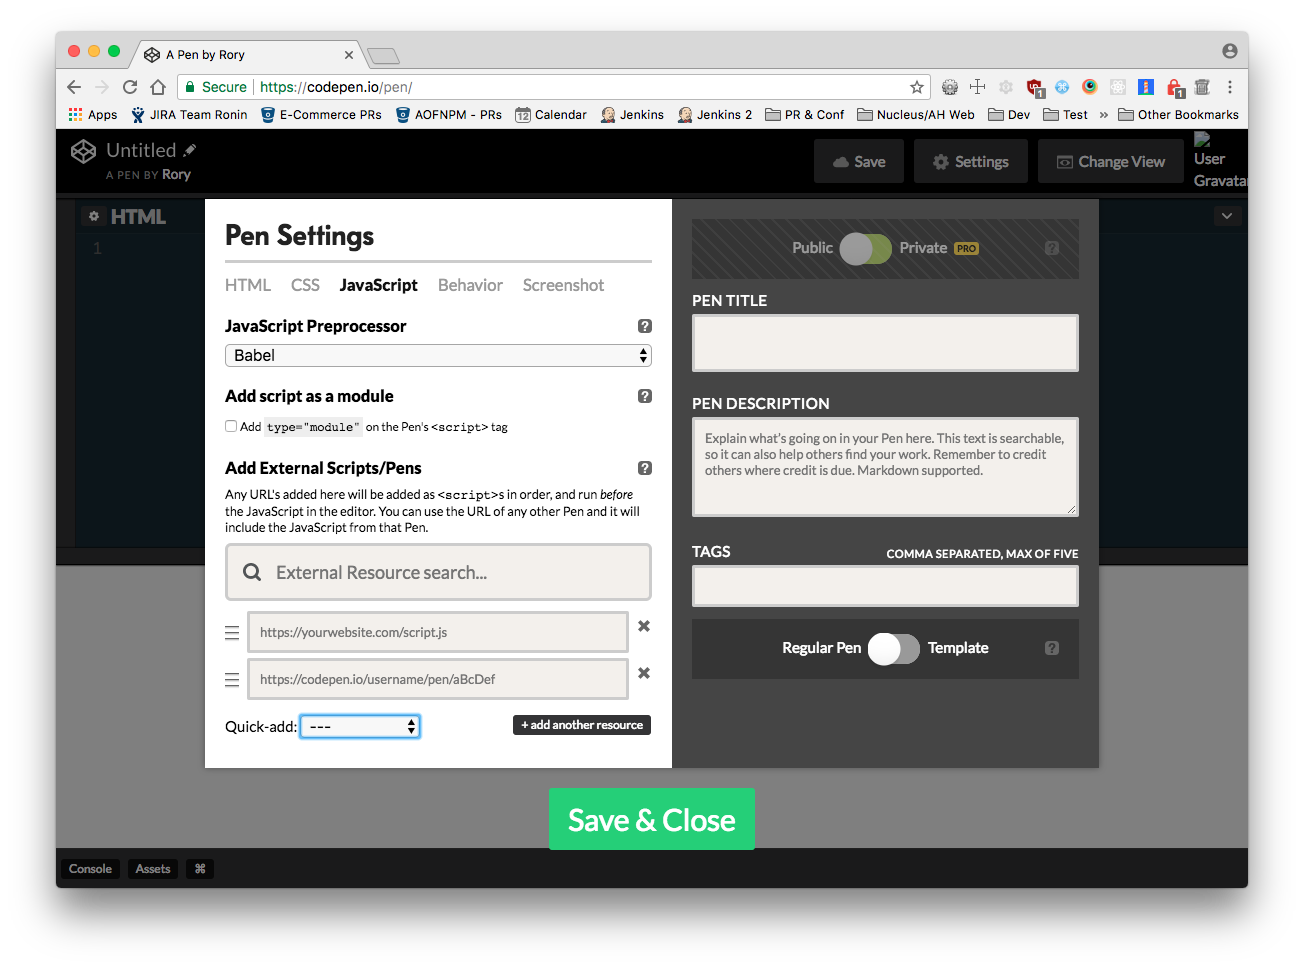 A Pen by Rory
Secure https://codepen.io/pen/
Apps JIRA Team Ronin E-Commerce PRs AOFNPM - PRs 12 Calendar Jenkins Jenkins 2 PR & Conf Nucleus/AH Web Dev Test » Other Bookmarks
Untitled
A PEN BY Rory
Save Settings Change View
User Gravatar
HTML
1
Pen Settings
HTML CSS JavaScript Behavior Screenshot
JavaScript Preprocessor ?
Babel
Add script as a module ?
Add type="module" on the Pen's <script> tag
Add External Scripts/Pens ?
Any URL's added here will be added as <script>s in order, and run before
the JavaScript in the editor. You can use the URL of any other Pen and it will
include the JavaScript from that Pen.
External Resource search...
https://yourwebsite.com/script.js
https://codepen.io/username/pen/aBcDef
Quick-add: --- + add another resource
Public Private PRO ?
PEN TITLE
PEN DESCRIPTION
Explain what's going on in your Pen here. This text is searchable,
so it can also help others find your work. Remember to credit
others where credit is due. Markdown supported.
TAGS COMMA SEPARATED, MAX OF FIVE
Regular Pen Template ?
Save & Close
Console Assets ⌘